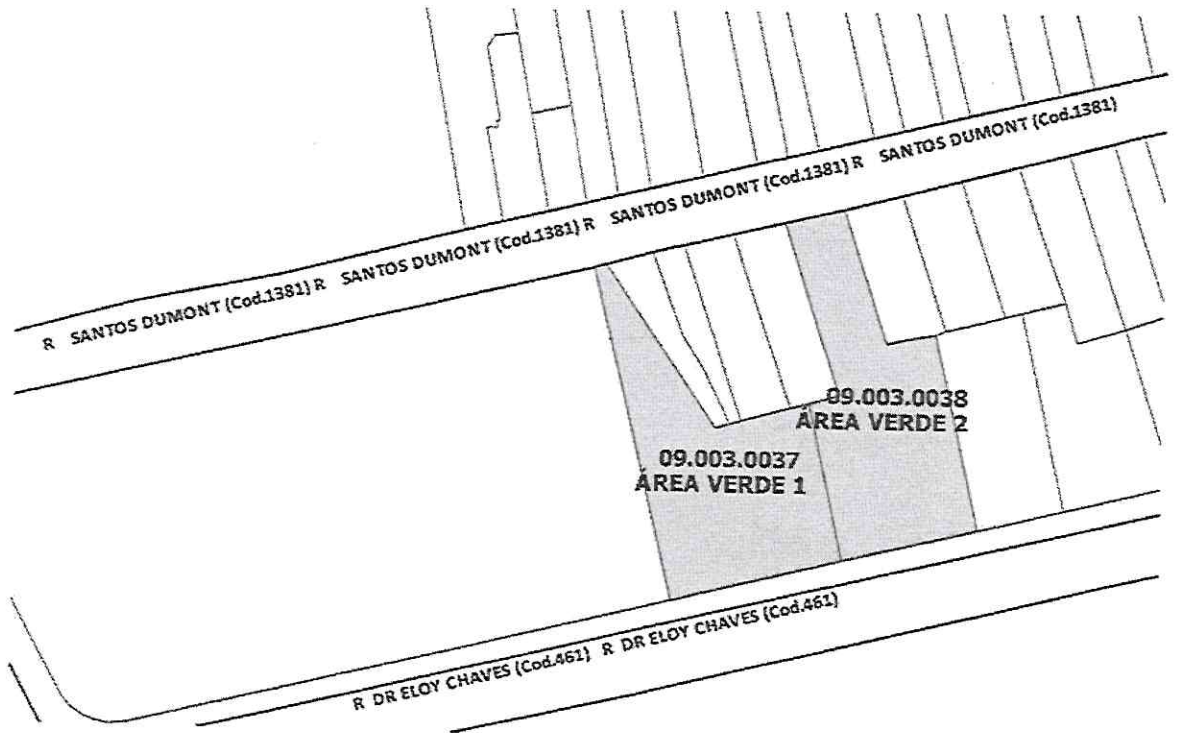 R SANTOS DUMONT (Cod.1381) R SANTOS DUMONT (Cod.1381) R SANTOS DUMONT (Cod.1381) R SANTOS DUMONT (Cod.1381)
09.003.0038
ÁREA VERDE 2
09.003.0037
ÁREA VERDE 1
R DR ELOY CHAVES (Cod.461) R DR ELOY CHAVES (Cod.461)